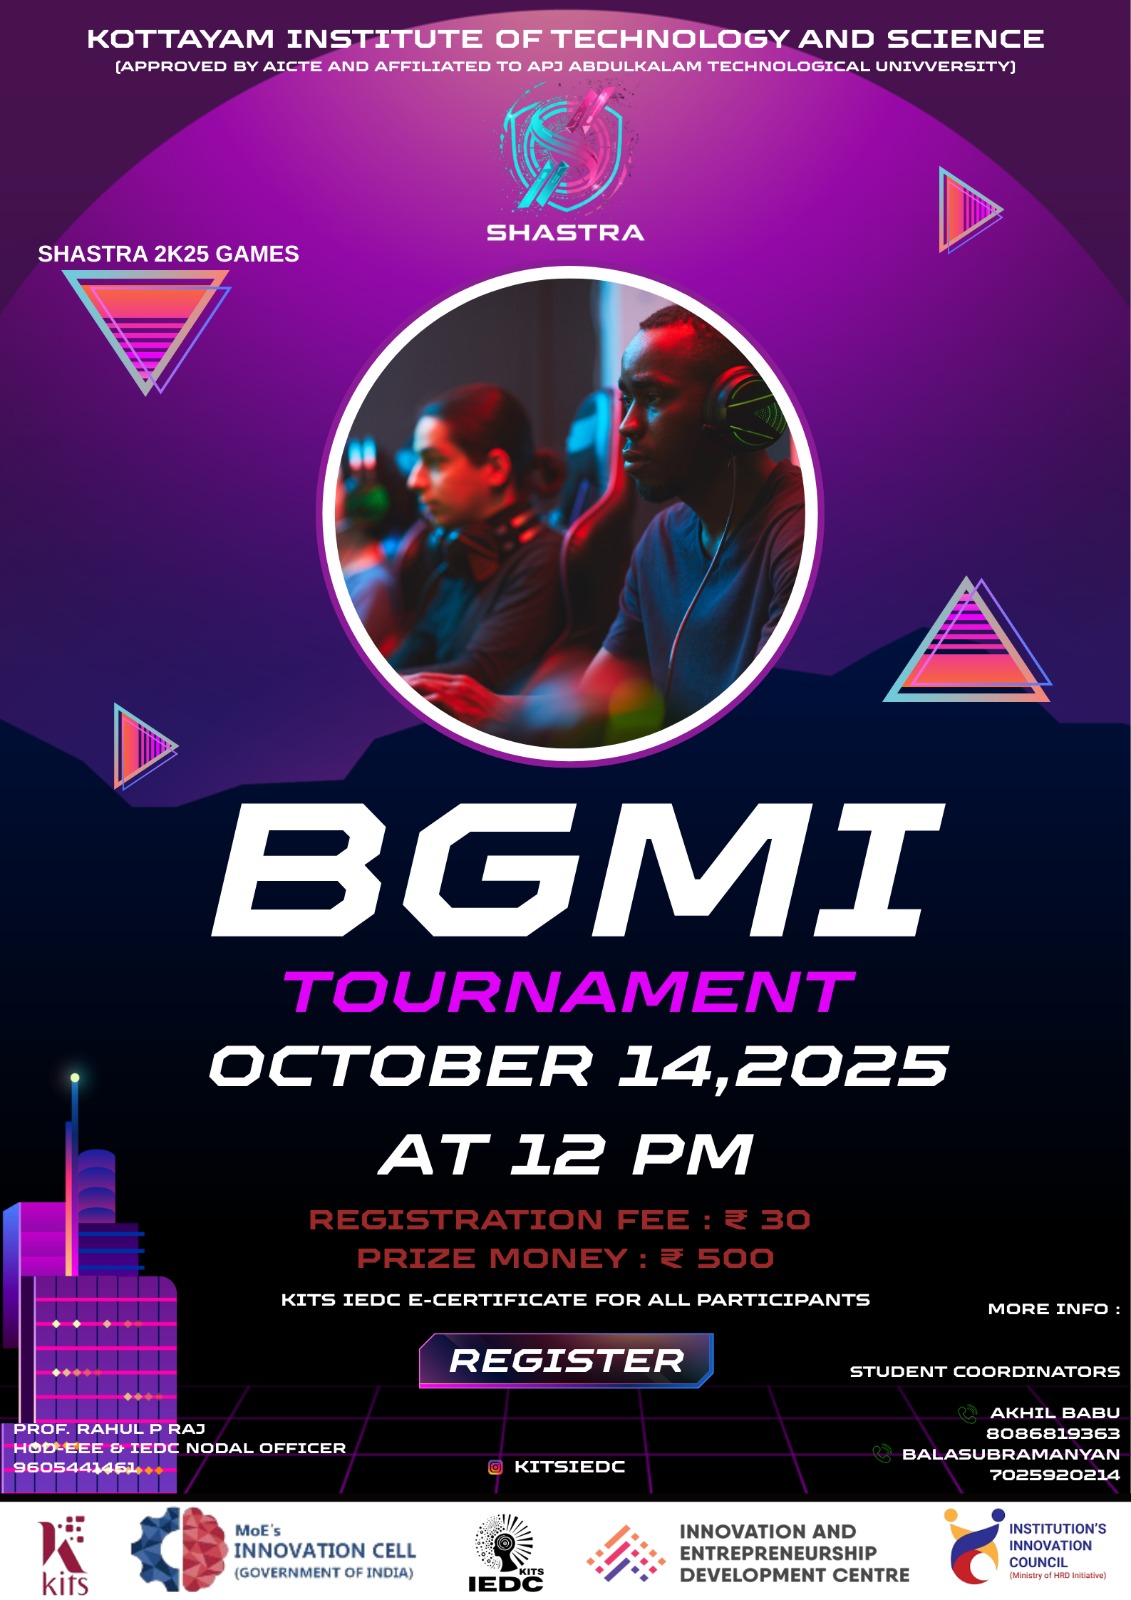 KOTTAYAM INSTITUTE OF TECHNOLOGY AND SCIENCE
(APPROVED BY AICTE AND AFFILIATED TO APJ ABDULKALAM TECHNOLOGICAL UNIVVERSITY)
SHASTRA
SHASTRA 2K25 GAMES
BGMI
TOURNAMENT
OCTOBER 14,2025
AT 12 PM
REGISTRATION FEE : ₹ 30
PRIZE MONEY : ₹ 500
KITS IEDC E-CERTIFICATE FOR ALL PARTICIPANTS
REGISTER
MORE INFO :
STUDENT COORDINATORS
AKHIL BABU
8086819363
BALASUBRAMANYAN
7025920214
PROF. RAHUL P RAJ
HOD-EEE & IEDC NODAL OFFICER
9605441461
KITSIEDC
kits
MoE's
INNOVATION CELL
(GOVERNMENT OF INDIA)
KITS
IEDC
INNOVATION AND
ENTREPRENEURSHIP
DEVELOPMENT CENTRE
INSTITUTION'S
INNOVATION
COUNCIL
(Ministry of HRD Initiative)